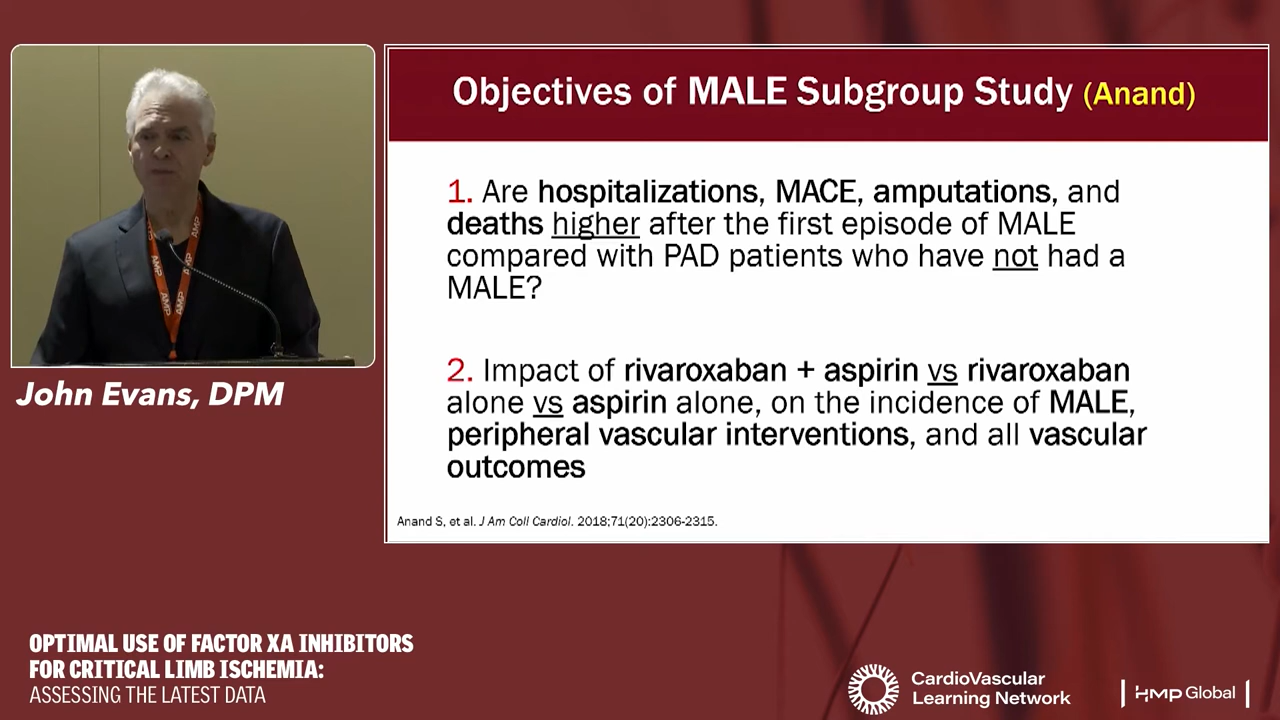 Objectives of MALE Subgroup Study (Anand)
1. Are hospitalizations, MACE, amputations, and
deaths higher after the first episode of MALE
compared with PAD patients who have not had a
MALE?
2. Impact of rivaroxaban + aspirin vs rivaroxaban
alone vs aspirin alone, on the incidence of MALE,
peripheral vascular interventions, and all vascular
outcomes
Anand S, et al. J Am Coll Cardiol. 2018;71(20):2306-2315.
AMP
AMP
AMP
AMP
John Evans, DPM
OPTIMAL USE OF FACTOR XA INHIBITORS
FOR CRITICAL LIMB ISCHEMIA:
ASSESSING THE LATEST DATA
CardioVascular
Learning Network
HMP Global